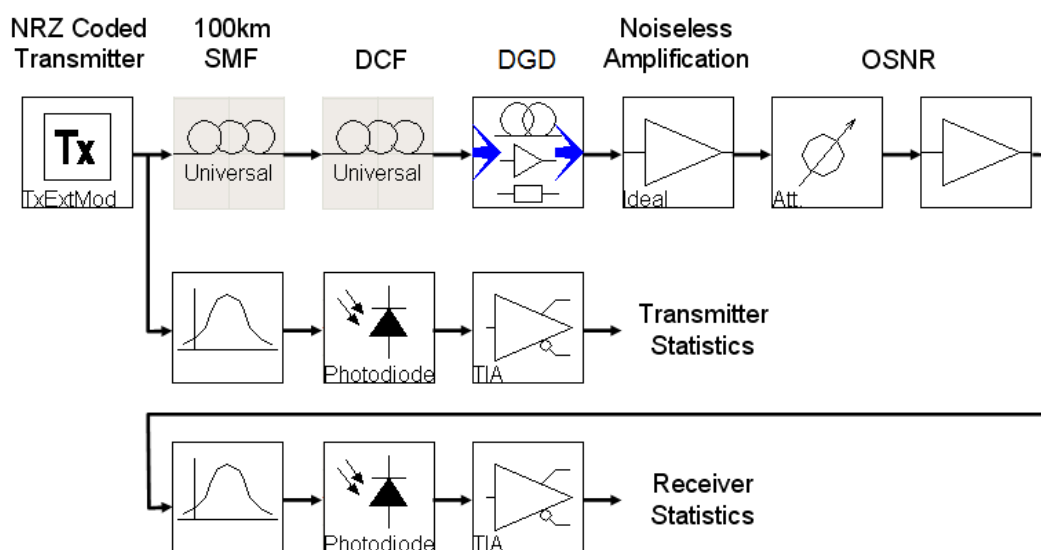 NRZ Coded
Transmitter
100km
SMF
DCF
DGD
Noiseless
Amplification
OSNR
Tx
TxExtMod
Universal
Universal
Ideal
Att.
Photodiode
TIA
Transmitter
Statistics
Photodiode
TIA
Receiver
Statistics